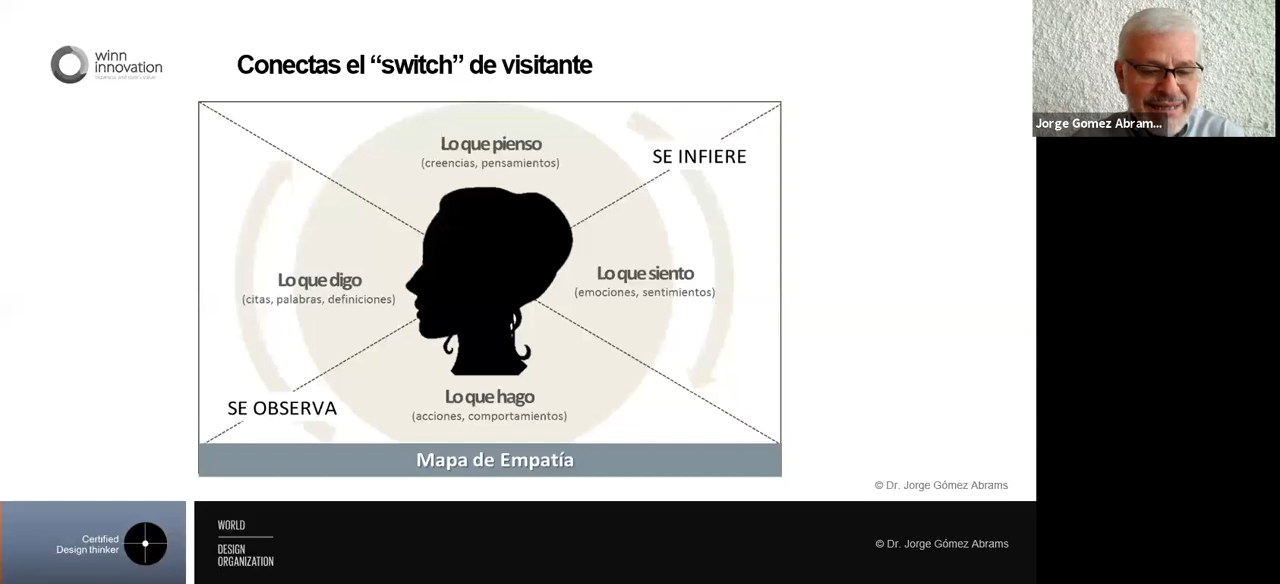 winn
innovation
Conectas el “switch” de visitante
Jorge Gomez Abram...
Lo que pienso
(creencias, pensamientos)
SE INFIERE
Lo que digo
(citas, palabras, definiciones)
Lo que siento
(emociones, sentimientos)
Lo que hago
(acciones, comportamientos)
SE OBSERVA
Mapa de Empatía
© Dr. Jorge Gómez Abrams
Certified
Design thinker
WORLD
DESIGN
ORGANIZATION
© Dr. Jorge Gómez Abrams